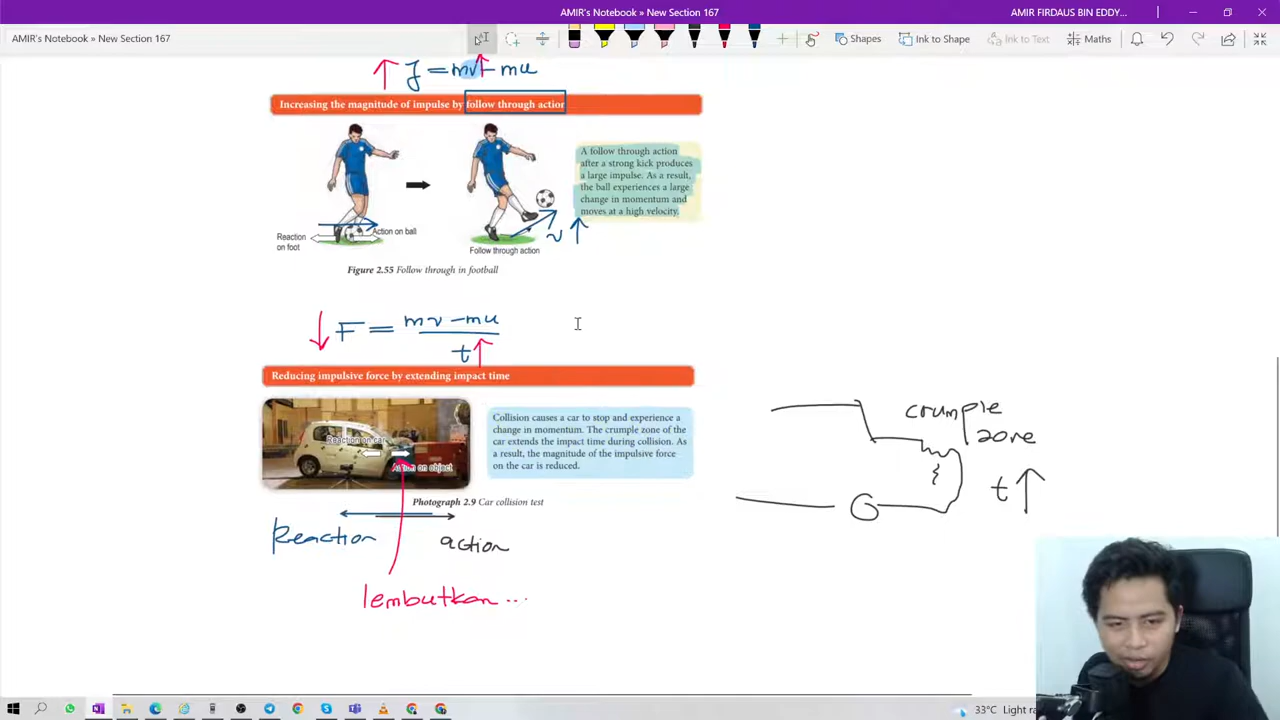 AMIR's Notebook » New Section 167
AMIR FIRDAUS BIN EDDY...
AMIR's Notebook » New Section 167
Shapes
Ink to Shape
Ink to Text
Maths
J = mv - mu
Increasing the magnitude of impulse by follow through action
A follow through action
after a strong kick produces
a large impulse. As a result,
the ball experiences a large
change in momentum and
moves at a high velocity.
Reaction
on foot
Action on ball
Follow through action
v
Figure 2.55 Follow through in football
F = mv - mu
t
Reducing impulsive force by extending impact time
Reaction on car
Action on object
Collision causes a car to stop and experience a
change in momentum. The crumple zone of the
car extends the impact time during collision. As
a result, the magnitude of the impulsive force
on the car is reduced.
Photograph 2.9 Car collision test
Reaction
action
lembutkan ...
crumple
zone
t
33°C Light ra